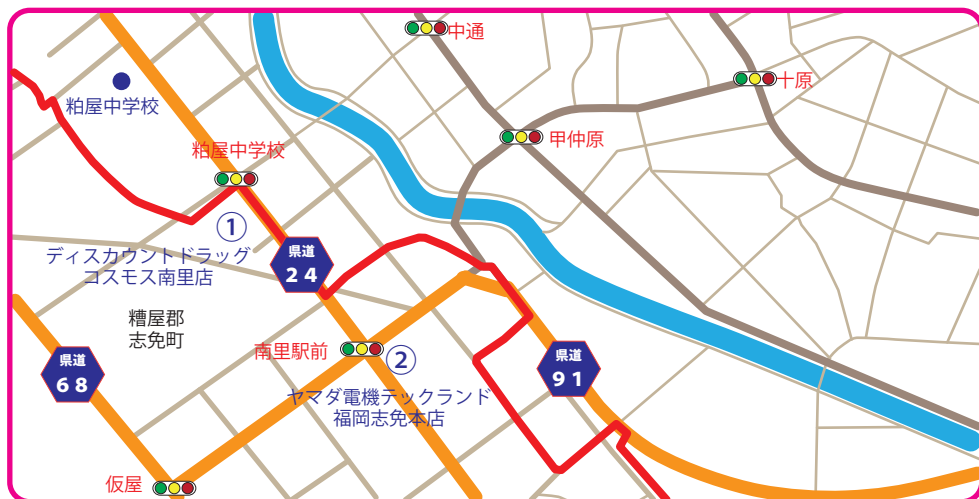 中通
十原
粕屋中学校
甲仲原
粕屋中学校
①
ディスカウントドラッグ
コスモス南里店
県道
24
糟屋郡
志免町
南里駅前
②
県道
68
県道
91
ヤマダ電機テックランド
福岡志免本店
仮屋